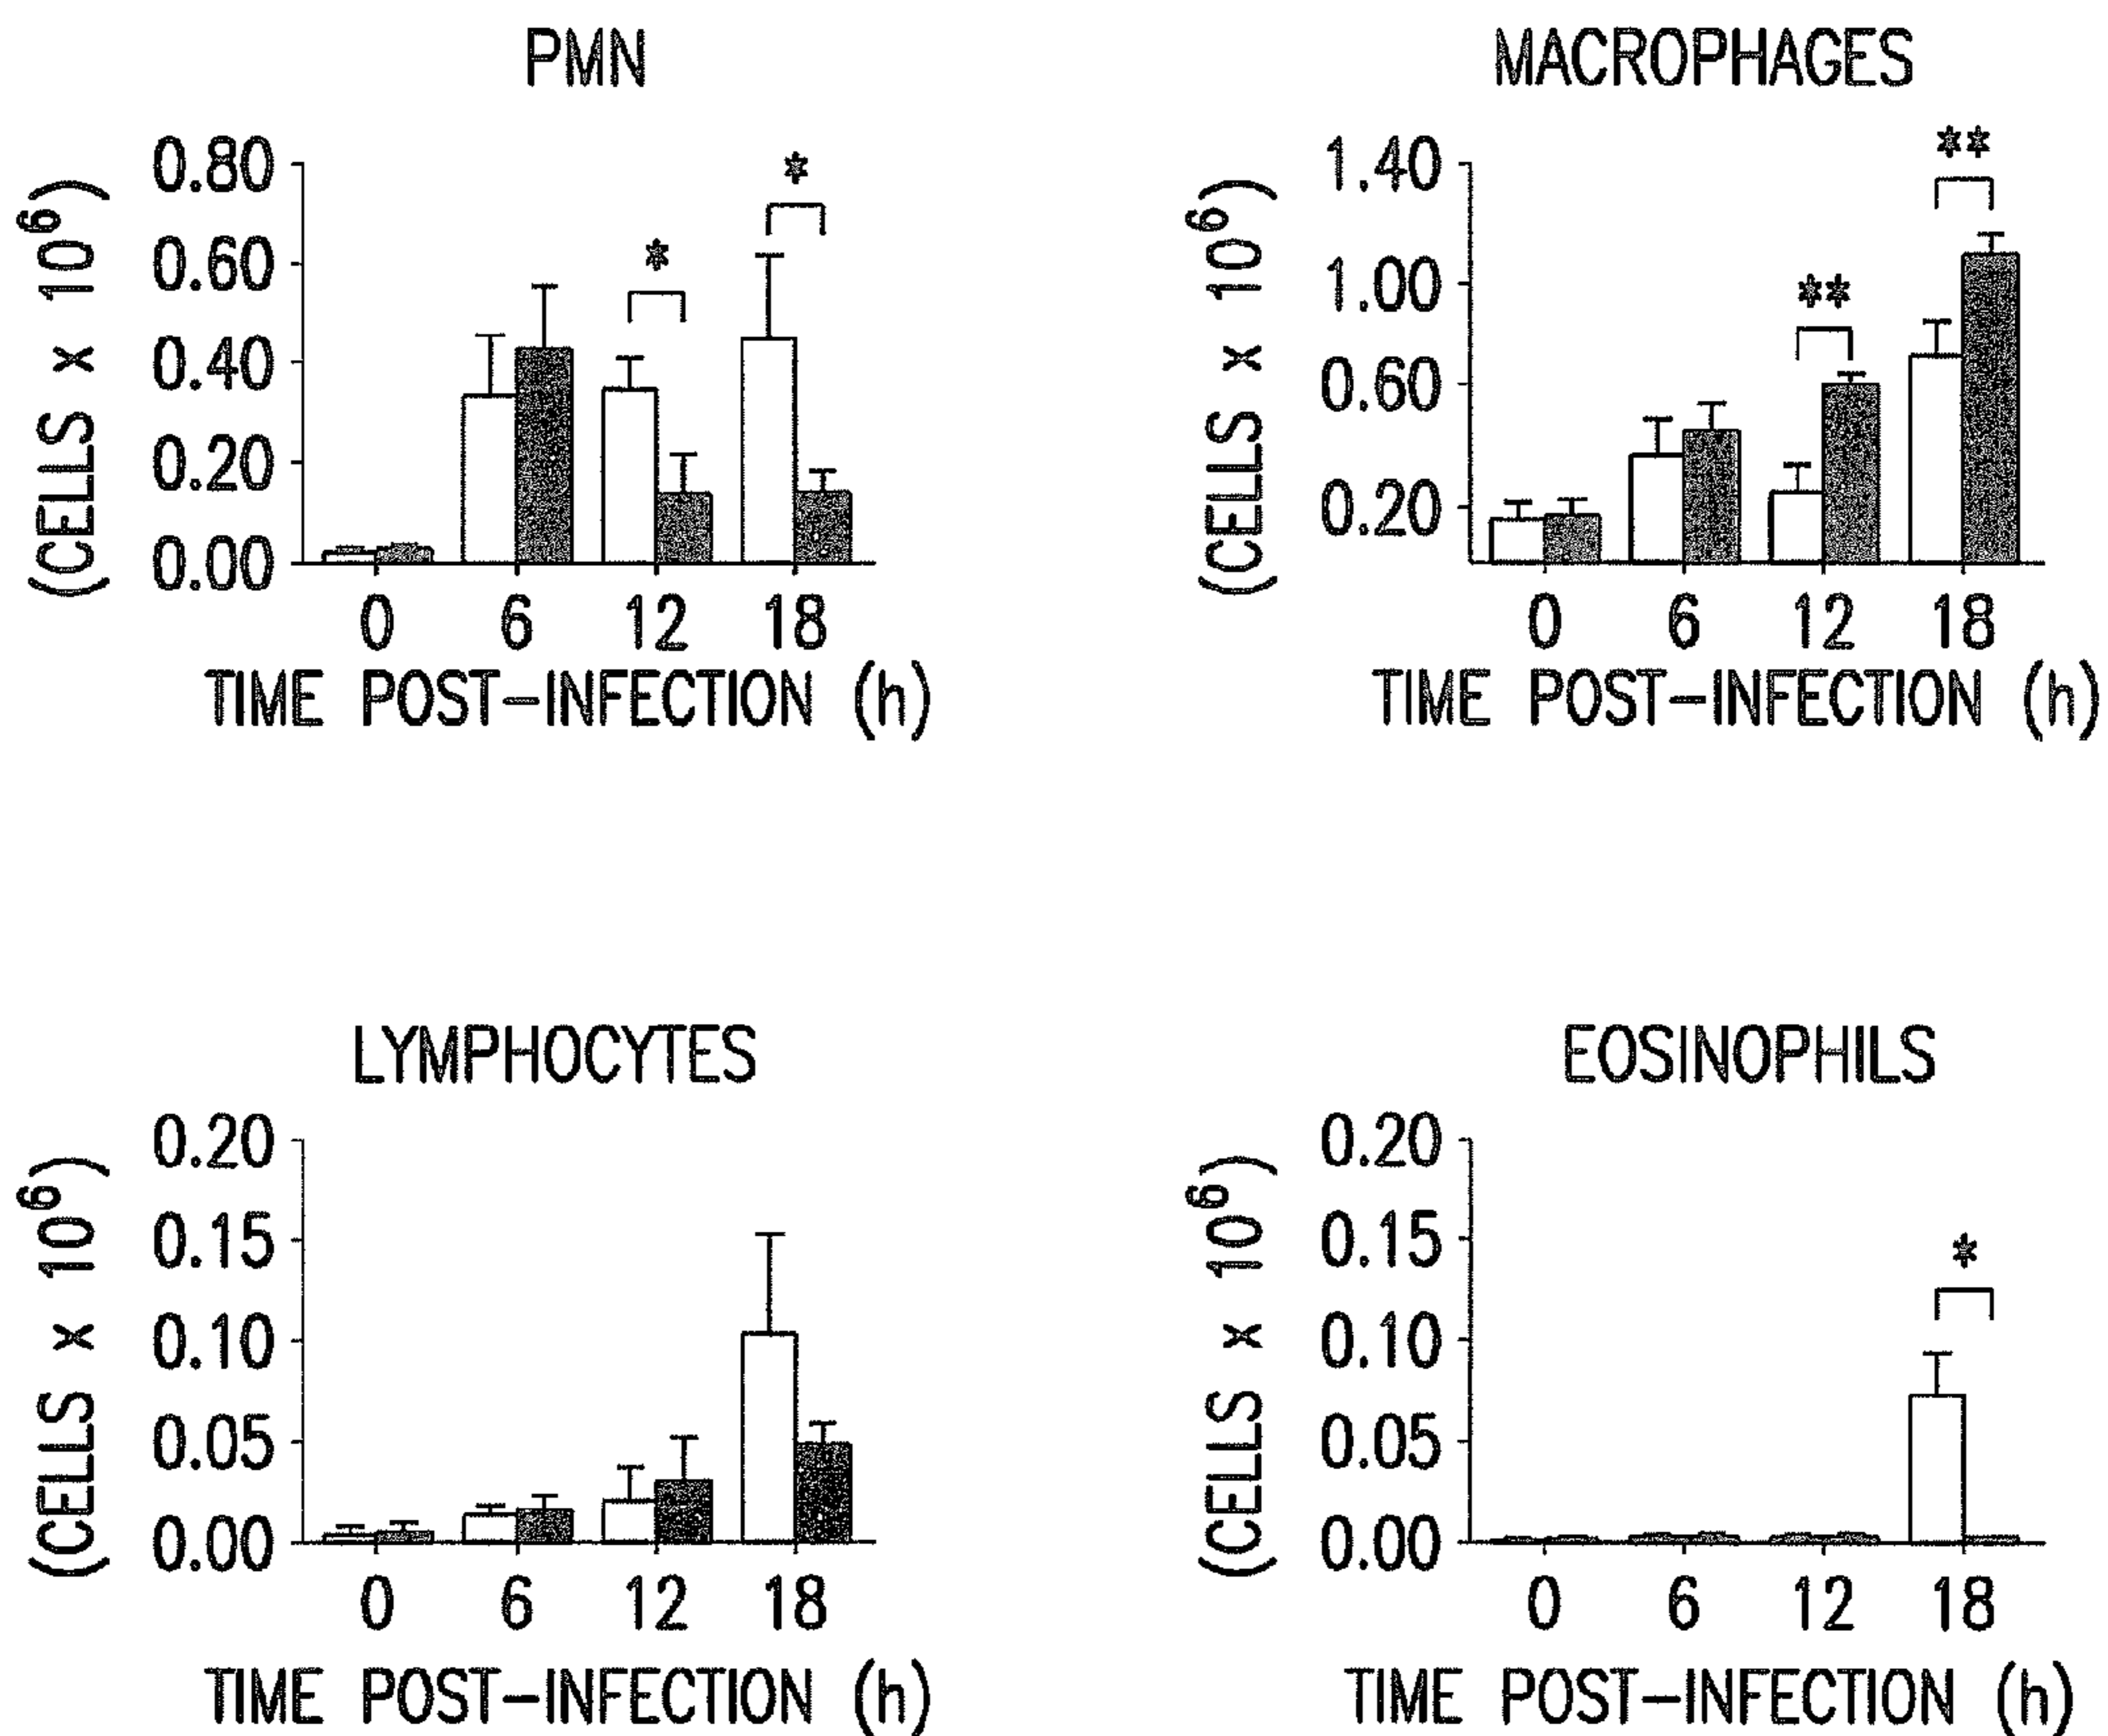 PMN
(CELLS x 10⁶)
0.80
*
0.60
*
0.40
0.20
0.00
0 6 12 18
TIME POST-INFECTION (h)
MACROPHAGES
(CELLS x 10⁶)
1.40
**
1.00
**
0.60
0.20
0 6 12 18
TIME POST-INFECTION (h)
LYMPHOCYTES
(CELLS x 10⁶)
0.20
0.15
0.10
0.05
0.00
0 6 12 18
TIME POST-INFECTION (h)
EOSINOPHILS
(CELLS x 10⁶)
0.20
0.15
*
0.10
0.05
0.00
0 6 12 18
TIME POST-INFECTION (h)